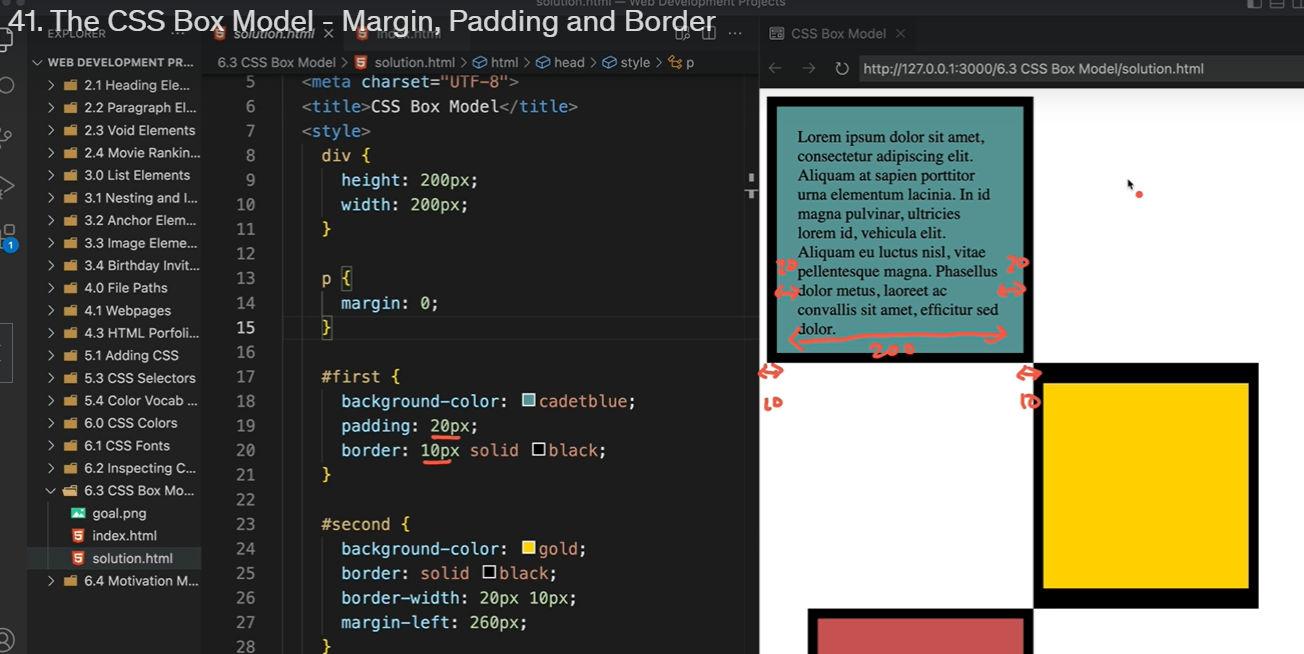 solution.html — Web Development Projects
41. The CSS Box Model - Margin, Padding and Border
EXPLORER
solution.html
index.html
CSS Box Model
WEB DEVELOPMENT PR...
6.3 CSS Box Model > solution.html > html > head > style > p
http://127.0.0.1:3000/6.3 CSS Box Model/solution.html
2.1 Heading Ele...
2.2 Paragraph El...
2.3 Void Elements
2.4 Movie Rankin...
3.0 List Elements
3.1 Nesting and I...
3.2 Anchor Elem...
3.3 Image Eleme...
3.4 Birthday Invit...
4.0 File Paths
4.1 Webpages
4.3 HTML Porfoli...
5.1 Adding CSS
5.3 CSS Selectors
5.4 Color Vocab ...
6.0 CSS Colors
6.1 CSS Fonts
6.2 Inspecting C...
6.3 CSS Box Mo...
goal.png
index.html
solution.html
6.4 Motivation M...
1
5 <meta charset="UTF-8">
6 <title>CSS Box Model</title>
7 <style>
8 div {
9 height: 200px;
10 width: 200px;
11 }
12
13 p {
14 margin: 0;
15 }
16
17 #first {
18 background-color: cadetblue;
19 padding: 20px;
20 border: 10px solid black;
21 }
22
23 #second {
24 background-color: gold;
25 border: solid black;
26 border-width: 20px 10px;
27 margin-left: 260px;
28 }
Lorem ipsum dolor sit amet,
consectetur adipiscing elit.
Aliquam at sapien porttitor
urna elementum lacinia. In id
magna pulvinar, ultricies
lorem id, vehicula elit.
Aliquam eu luctus nisl, vitae
pellentesque magna. Phasellus
dolor metus, laoreet ac
convallis sit amet, efficitur sed
dolor.
20
20
200
10
10